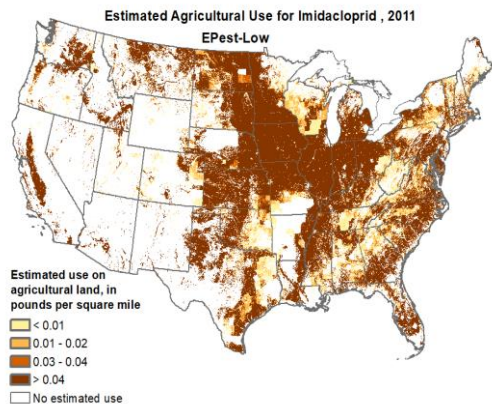 Estimated Agricultural Use for Imidacloprid , 2011
EPest-Low
Estimated use on
agricultural land, in
pounds per square mile
< 0.01
0.01 - 0.02
0.03 - 0.04
> 0.04
No estimated use